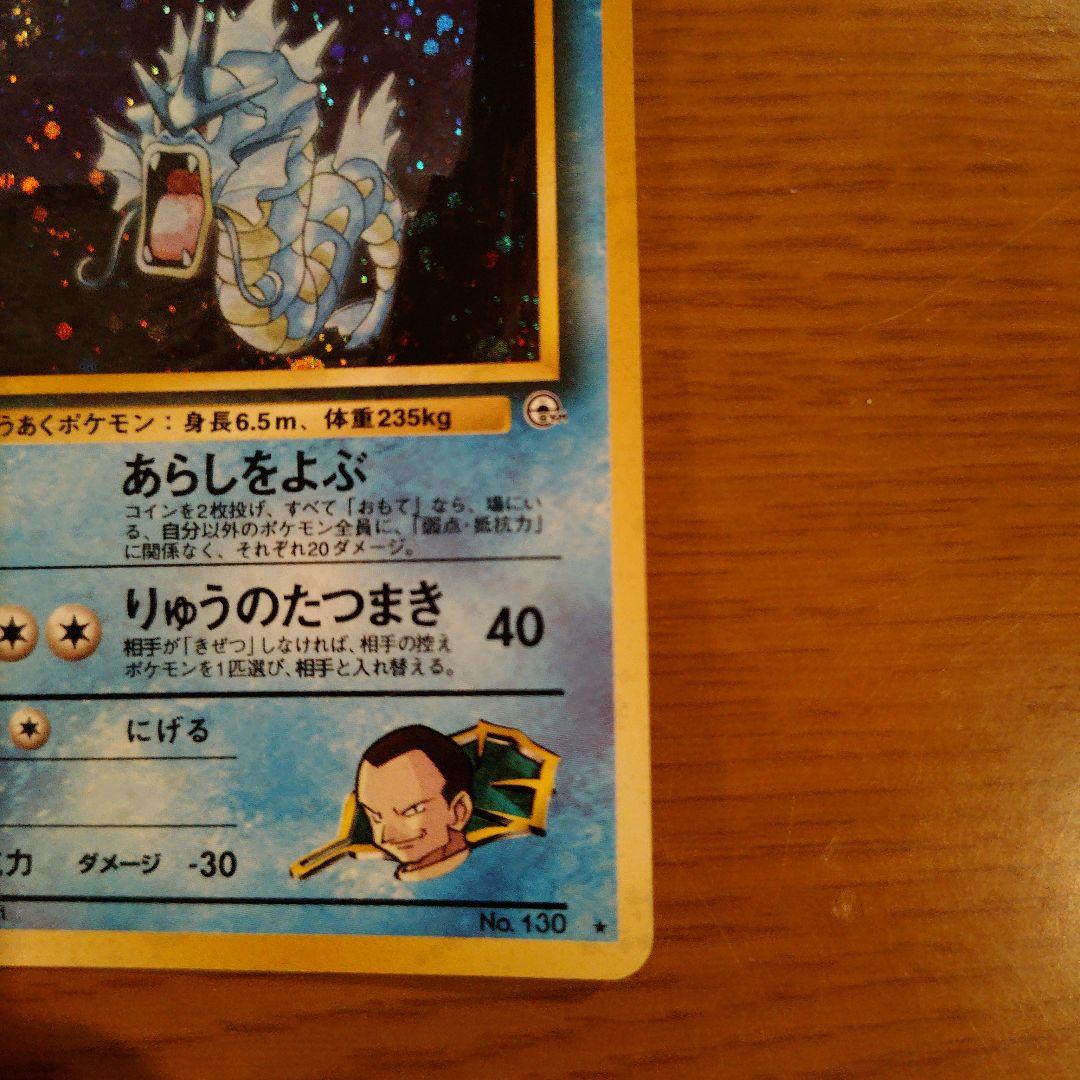 うあくポケモン：身長6.5m、体重235kg
あらしをよぶ
コインを2枚投げ、すべて「おもて」なら、場にい
る、自分以外のポケモン全員に、「弱点・抵抗力」
に関係なく、それぞれ20ダメージ。
りゅうのたつまき 40
相手が「きぜつ」しなければ、相手の控え
ポケモンを1匹選び、相手と入れ替える。
にげる
力 ダメージ -30
No. 130 ★